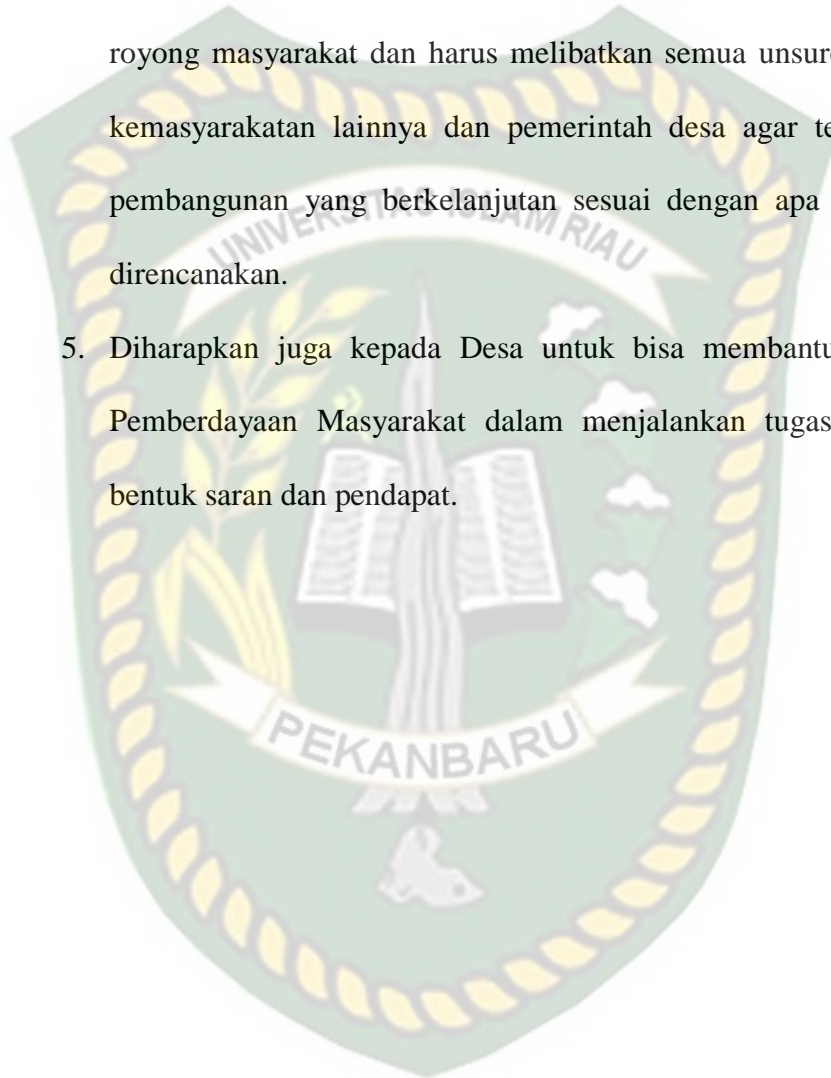 royong masyarakat dan harus melibatkan semua unsur
kemasyarakatan lainnya dan pemerintah desa agar
pembangunan yang berkelanjutan sesuai dengan apa
direncanakan.
UNIVERSITAS ISLAM RIAU
5. Diharapkan juga kepada Desa untuk bisa membantu
Pemberdayaan Masyarakat dalam menjalankan tugas
bentuk saran dan pendapat.
PEKANBARU